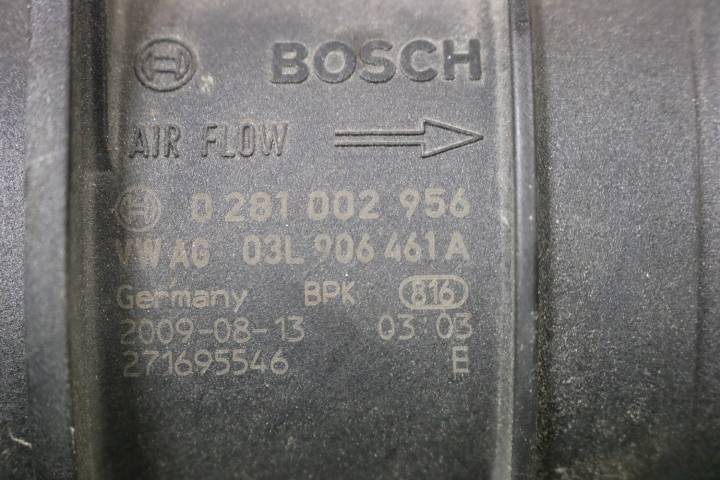 BOSCH
AIR FLOW
0 281 002 956
VW AG 03L 906 461 A
Germany BPK 816
2009-08-13 03:03
271695546 E